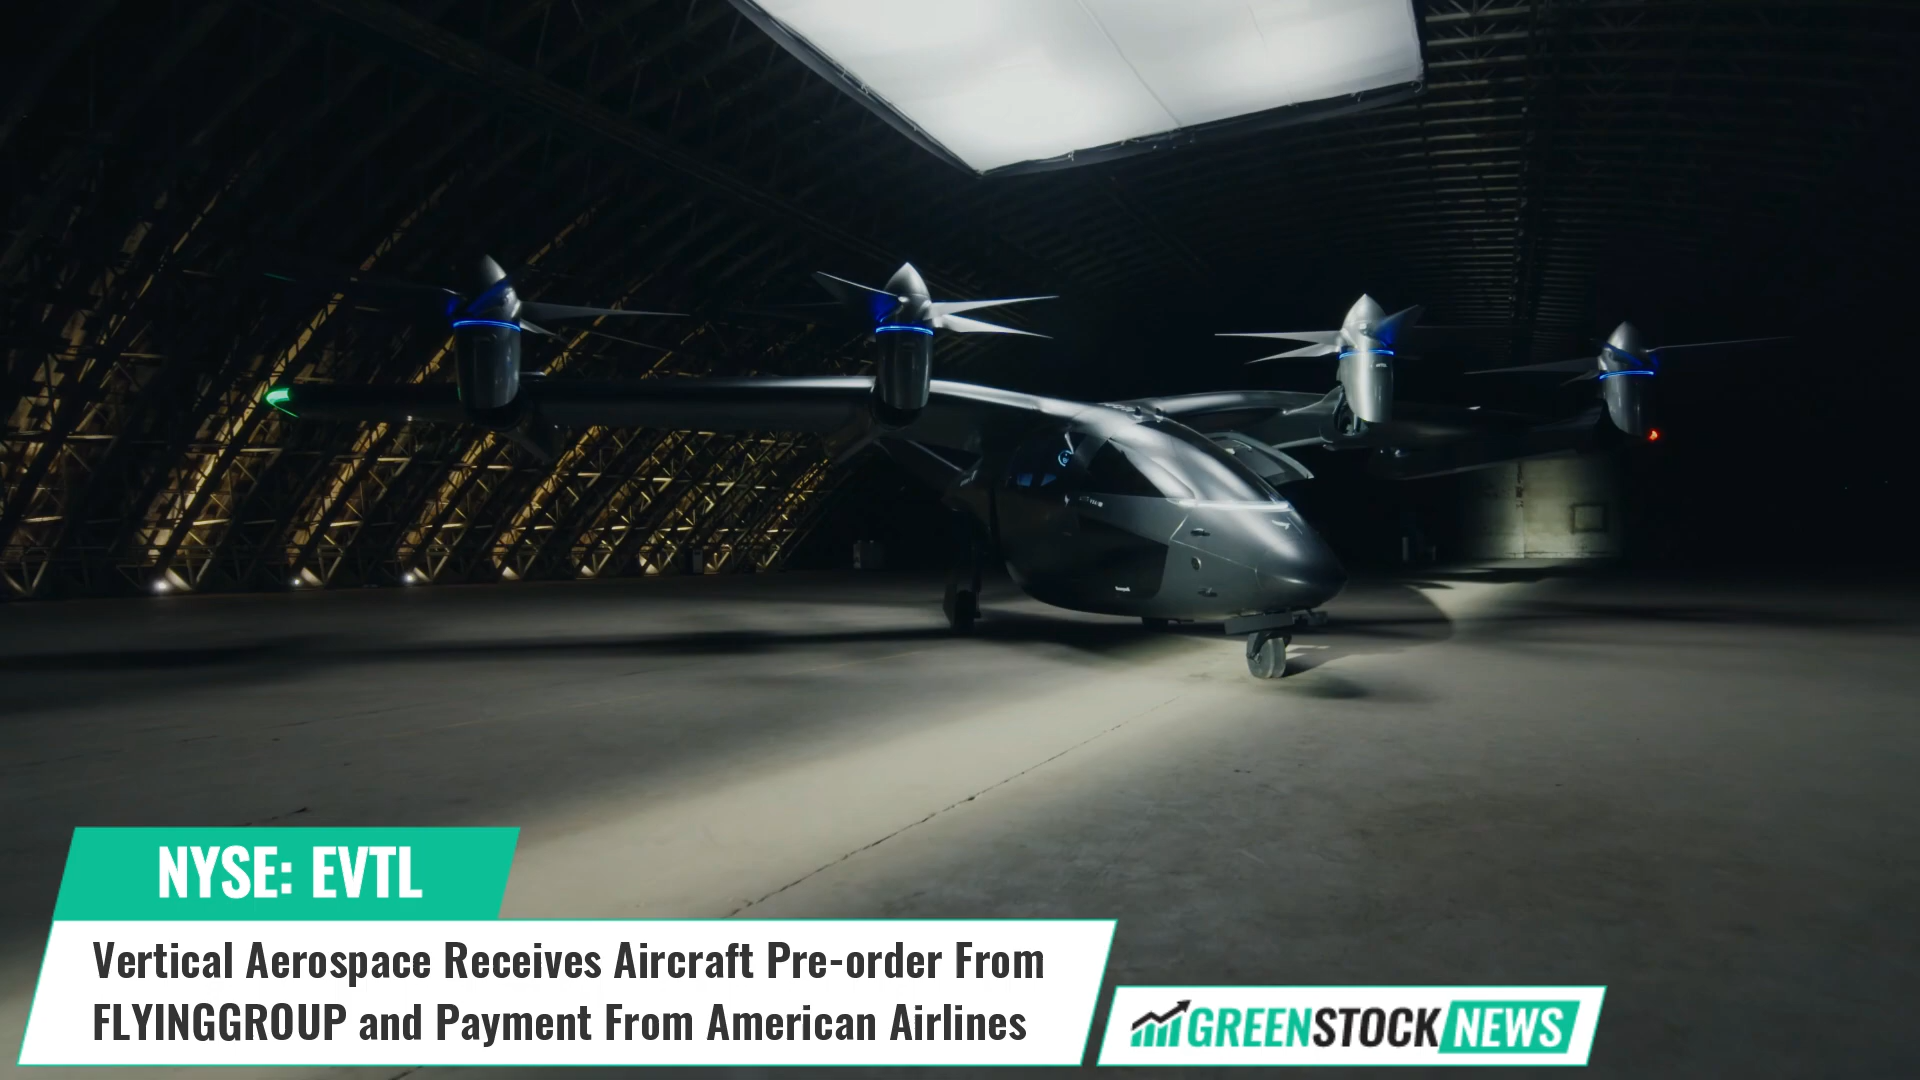 NYSE: EVTL
Vertical Aerospace Receives Aircraft Pre-order From
FLYINGGROUP and Payment From American Airlines
GREENSTOCK NEWS